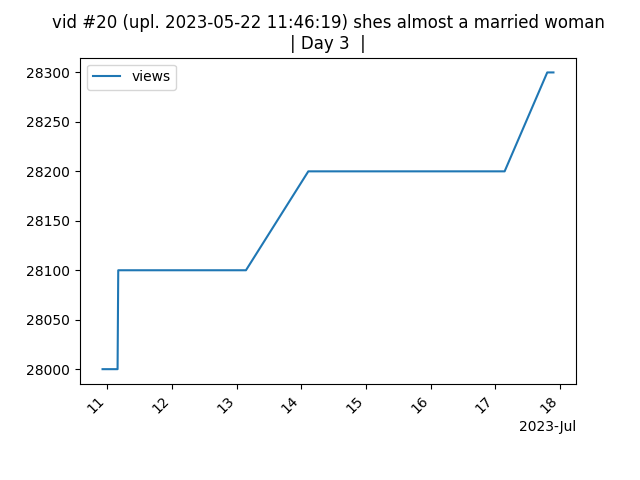 vid #20 (upl. 2023-05-22 11:46:19) shes almost a married woman
| Day 3  |
views
28300
28250
28200
28150
28100
28050
28000
11 12 13 14 15 16 17 18
2023-Jul